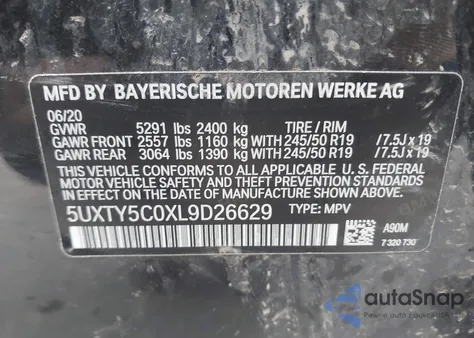 MFD BY BAYERISCHE MOTOREN WERKE AG
06/20
GVWR 5291 lbs 2400 kg TIRE / RIM
GAWR FRONT 2557 lbs 1160 kg WITH 245/50 R19 /7.5J x 19
GAWR REAR 3064 lbs 1390 kg WITH 245/50 R19 /7.5J x 19
THIS VEHICLE CONFORMS TO ALL APPLICABLE U.S. FEDERAL
MOTOR VEHICLE SAFETY, BUMPER, AND THEFT PREVENTION
STANDARDS IN EFFECT ON THE DATE OF MANUFACTURE SHOWN ABOVE.
5UXTY5C0XL9D26629 TYPE: MPV
A90M
7 320 730
autoSnap